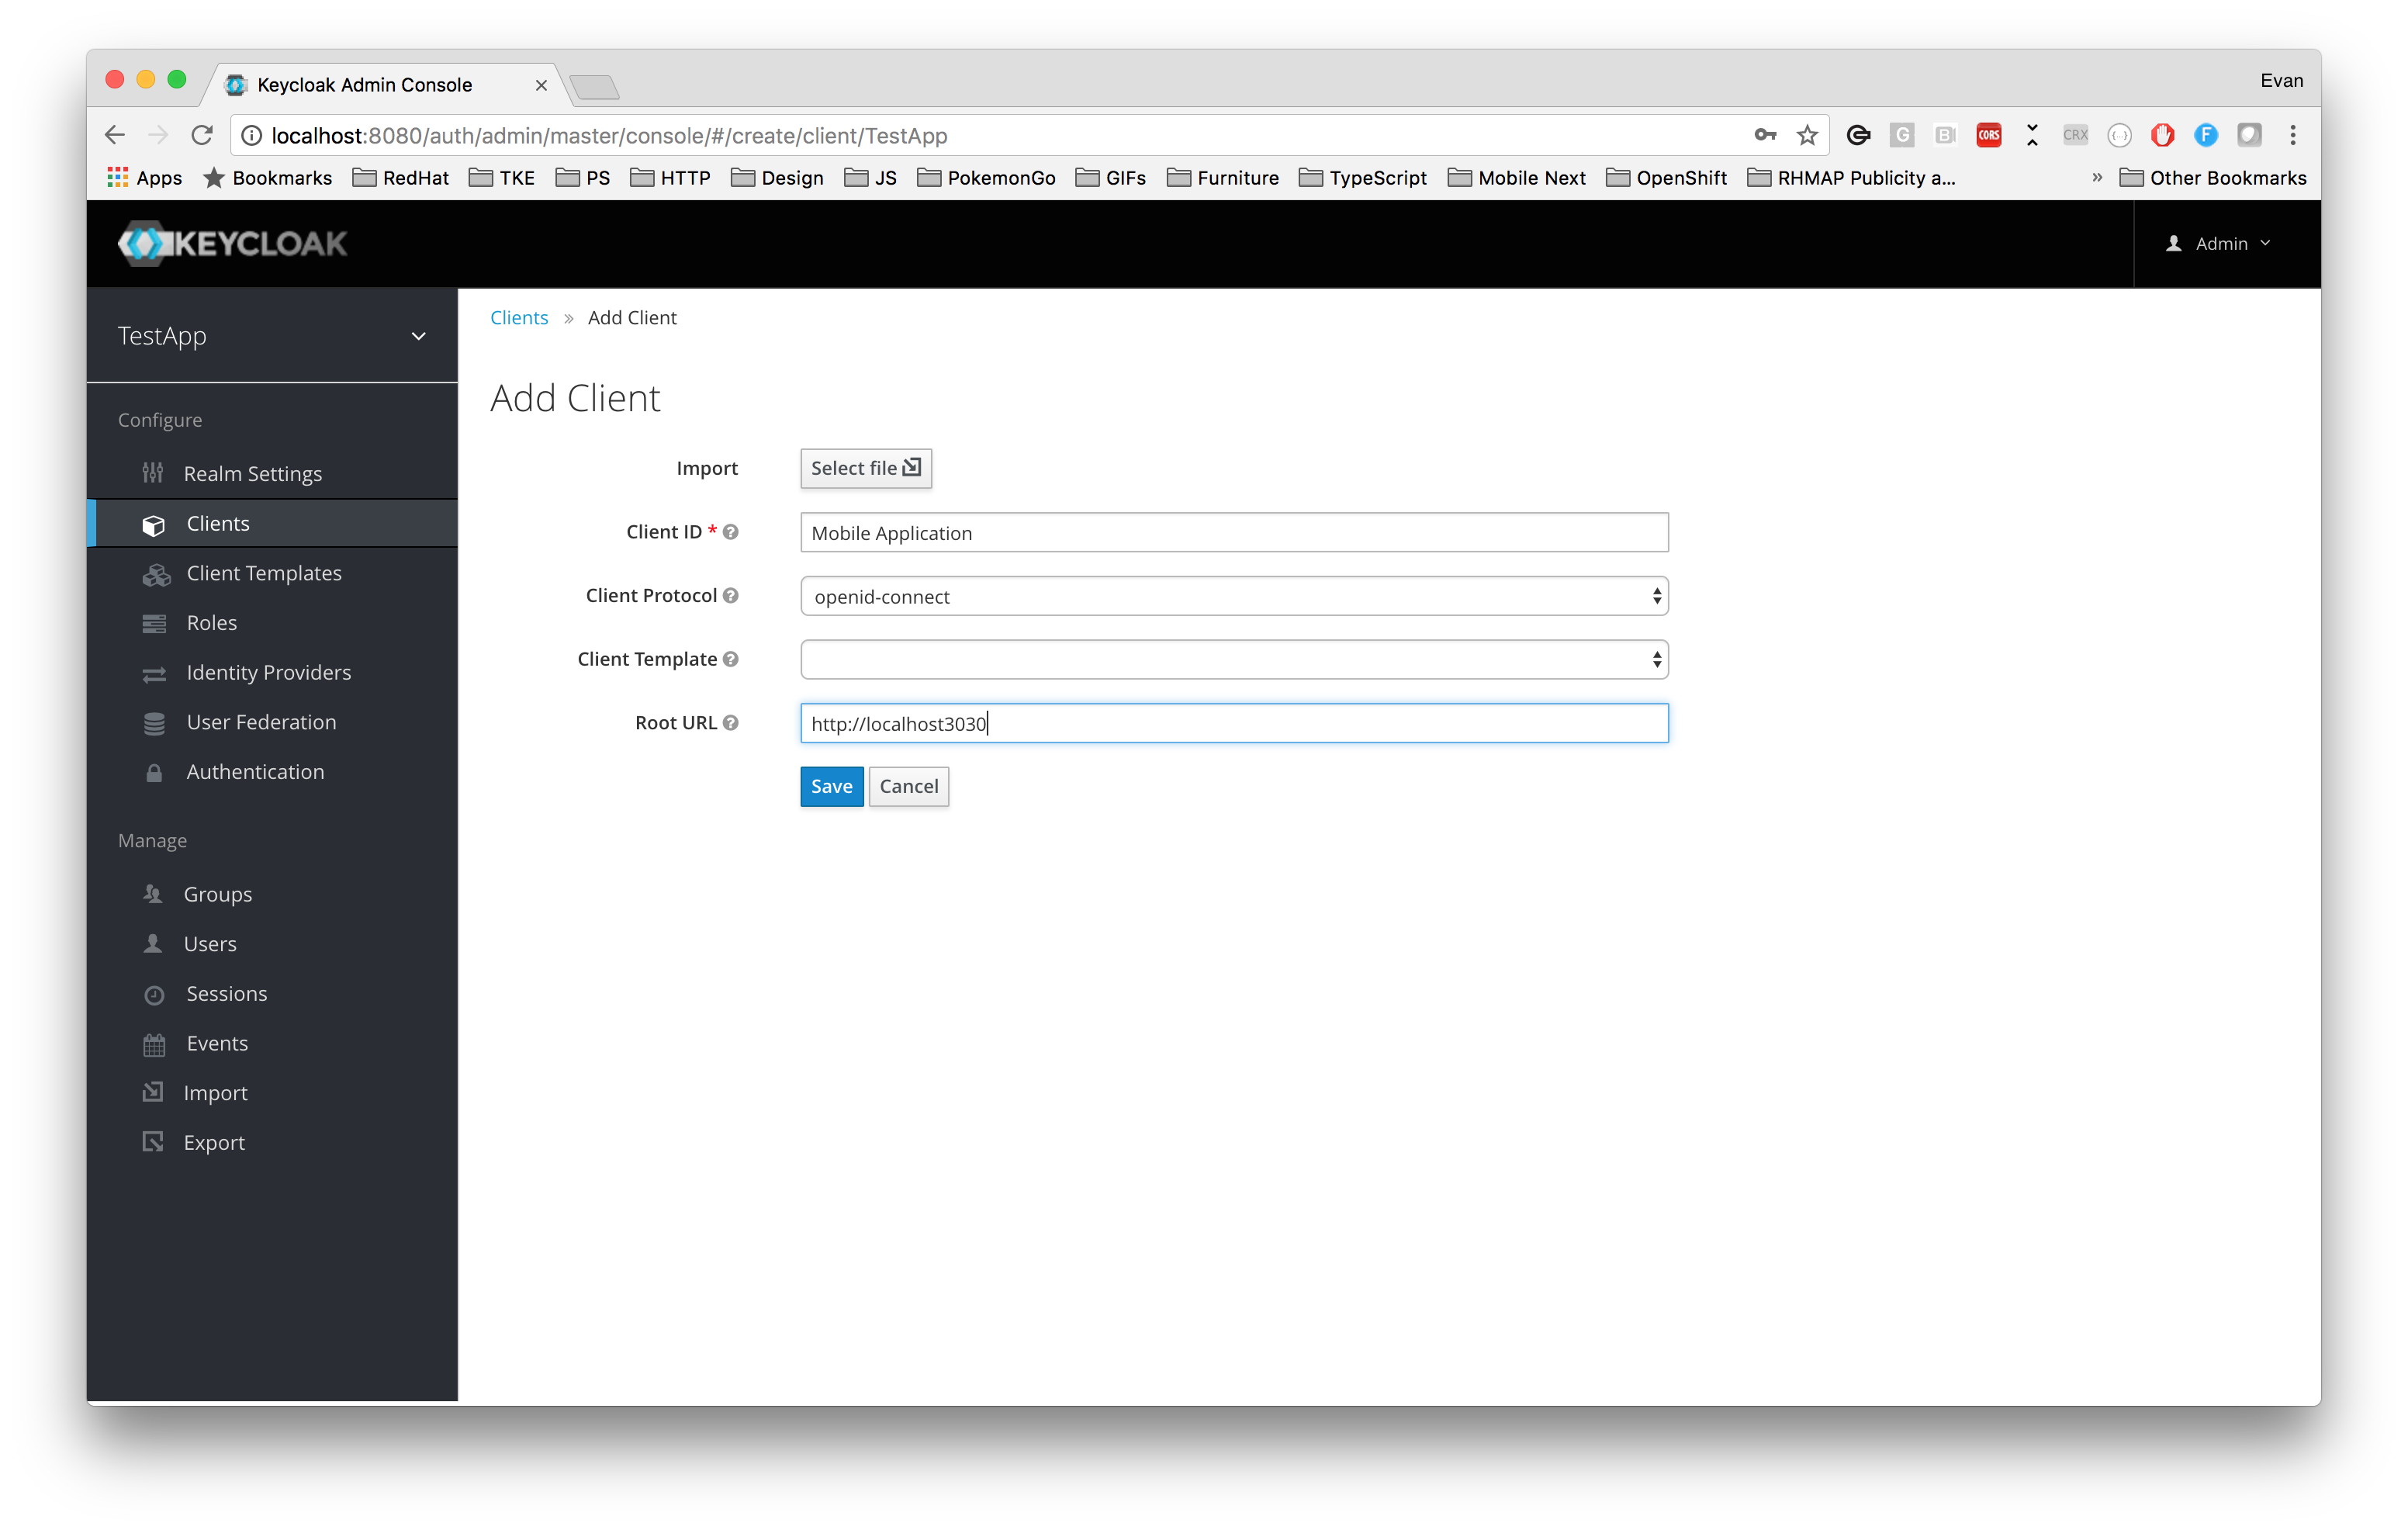 Keycloak Admin Console
Evan
localhost:8080/auth/admin/master/console/#/create/client/TestApp
G
B
CORS
CRX
{...}
F
Apps
Bookmarks
RedHat
TKE
PS
HTTP
Design
JS
PokemonGo
GIFs
Furniture
TypeScript
Mobile Next
OpenShift
RHMAP Publicity a...
»
Other Bookmarks
KEYCLOAK
Admin
TestApp
Configure
Realm Settings
Clients
Client Templates
Roles
Identity Providers
User Federation
Authentication
Manage
Groups
Users
Sessions
Events
Import
Export
Clients » Add Client
Add Client
Import
Select file
Client ID *
Mobile Application
Client Protocol
openid-connect
Client Template
Root URL
http://localhost3030
Save
Cancel